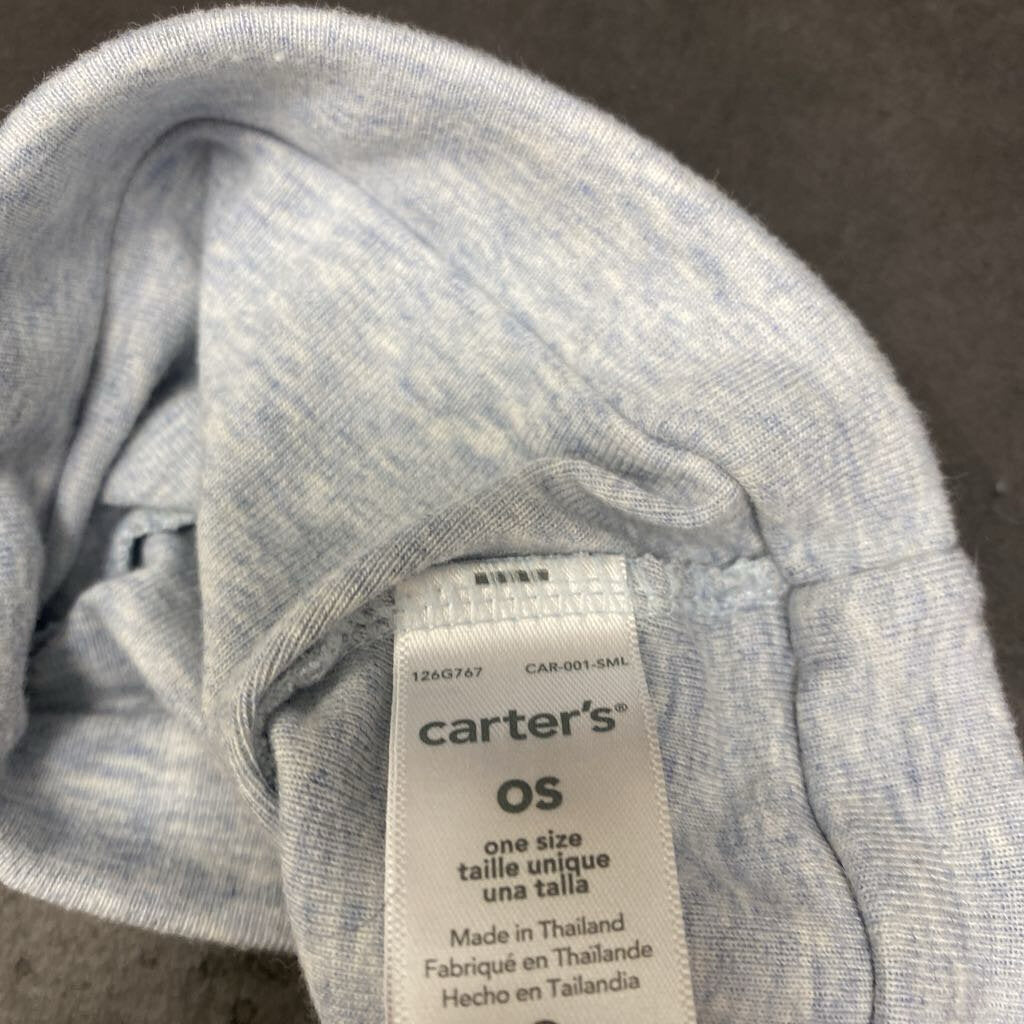 126G767 CAR-001-SML
carter's®
OS
one size
taille unique
una talla
Made in Thailand
Fabriqué en Thaïlande
Hecho en Tailandia